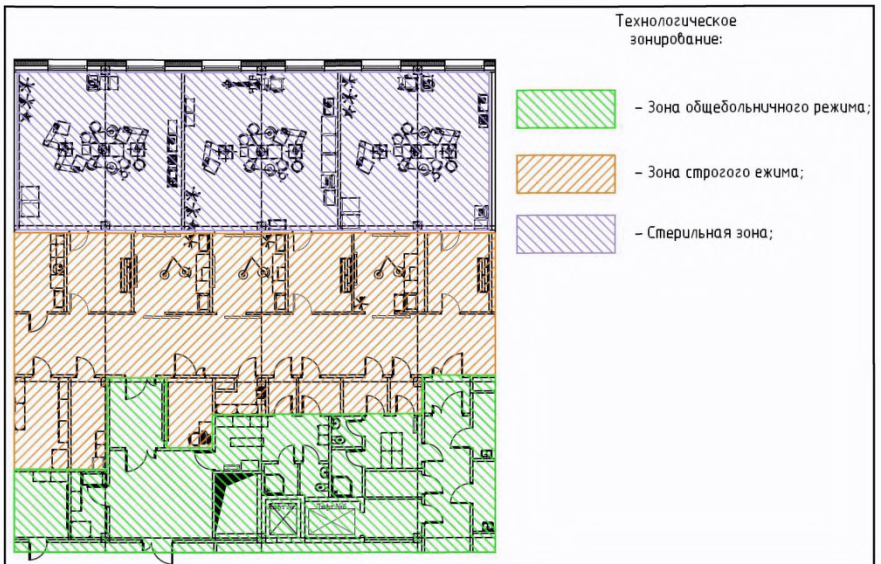 Технологическое
зонирование:
– Зона общебольничного режима;
– Зона строгого ежима;
– Стерильная зона;